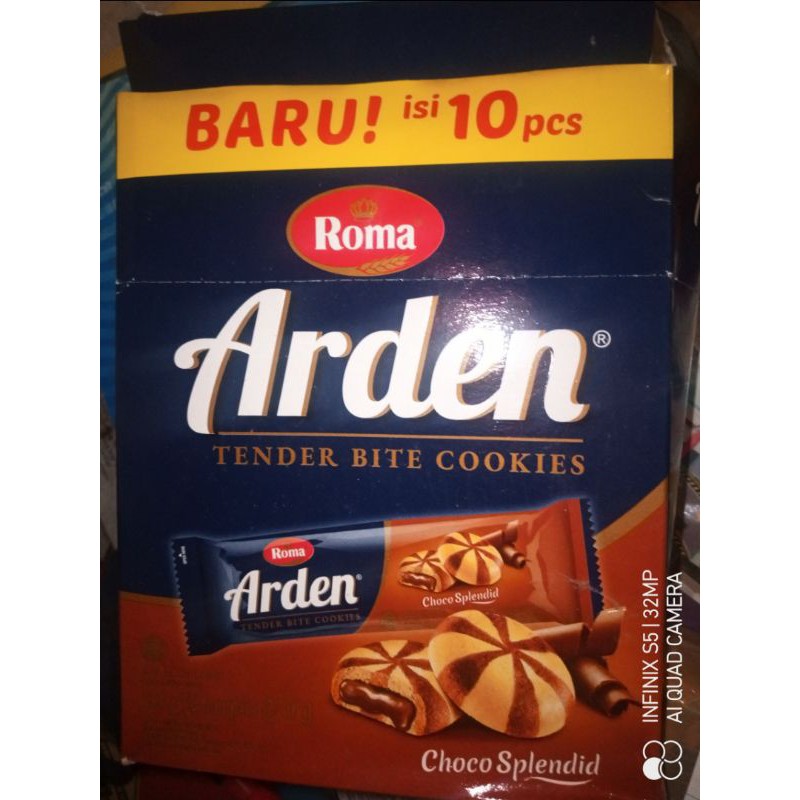 BARU! isi 10 pcs
Roma
Arden®
TENDER BITE COOKIES
Roma
Arden®
TENDER BITE COOKIES
Choco Splendid
Choco Splendid
INFINIX S5 | 32MP
AI QUAD CAMERA